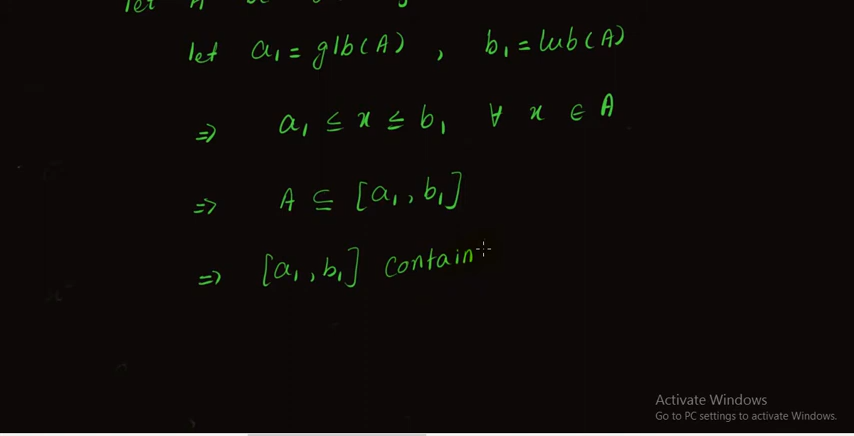 let A
let a₁ = glb(A) , b₁ = lub(A)
⇒ a₁ ≤ x ≤ b₁ ∀ x ∈ A
⇒ A ⊆ [a₁, b₁]
⇒ [a₁, b₁] contain
Activate Windows
Go to PC settings to activate Windows.